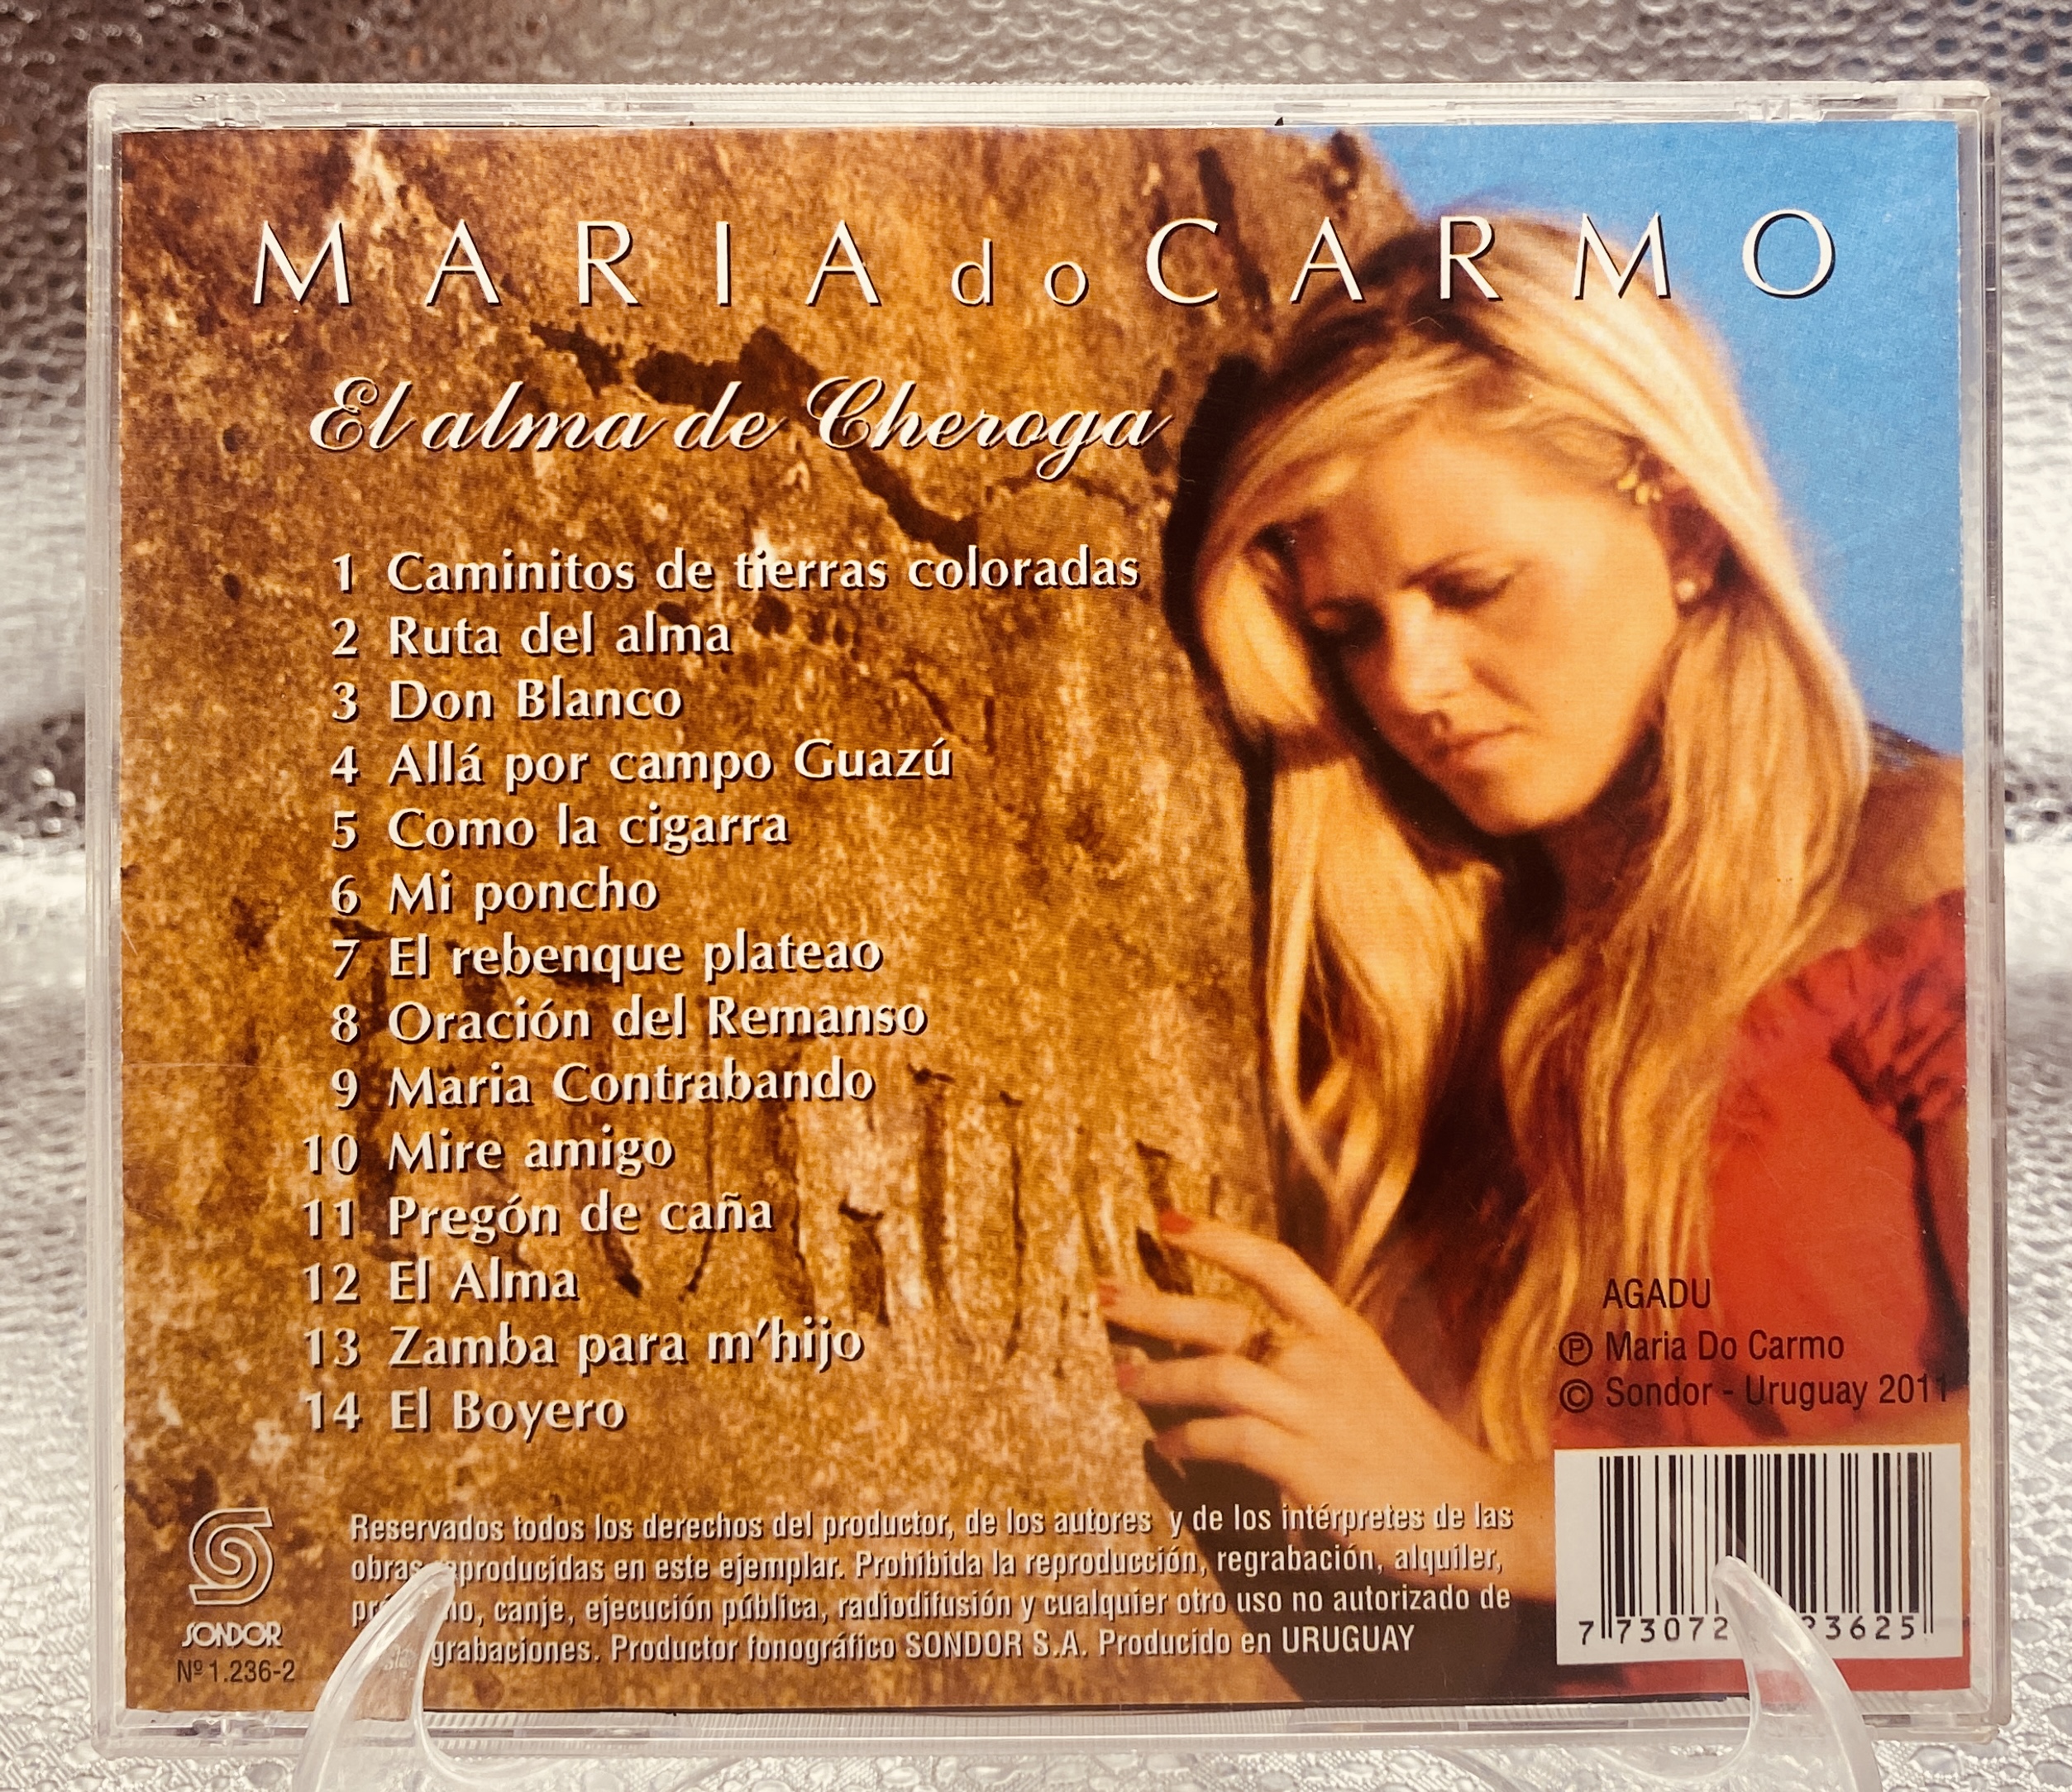 MARIA do CARMO
El alma de Cheroga
1 Caminitos de tierras coloradas
2 Ruta del alma
3 Don Blanco
4 Allá por campo Guazú
5 Como la cigarra
6 Mi poncho
7 El rebenque plateao
8 Oración del Remanso
9 Maria Contrabando
10 Mire amigo
11 Pregón de caña
12 El Alma
13 Zamba para m'hijo
14 El Boyero
AGADU
Ⓟ Maria Do Carmo
© Sondor - Uruguay 2011
Reservados todos los derechos del productor, de los autores y de los intérpretes de las
obras en este ejemplar. Prohibida la reproducción, regrabación, alquiler,
canje, ejecución pública, radiodifusión y cualquier otro uso no autorizado de
grabaciones. Productor fonográfico SONDOR S.A. Producido en URUGUAY
SONDOR
Nº 1.236-2
7 73072 23625